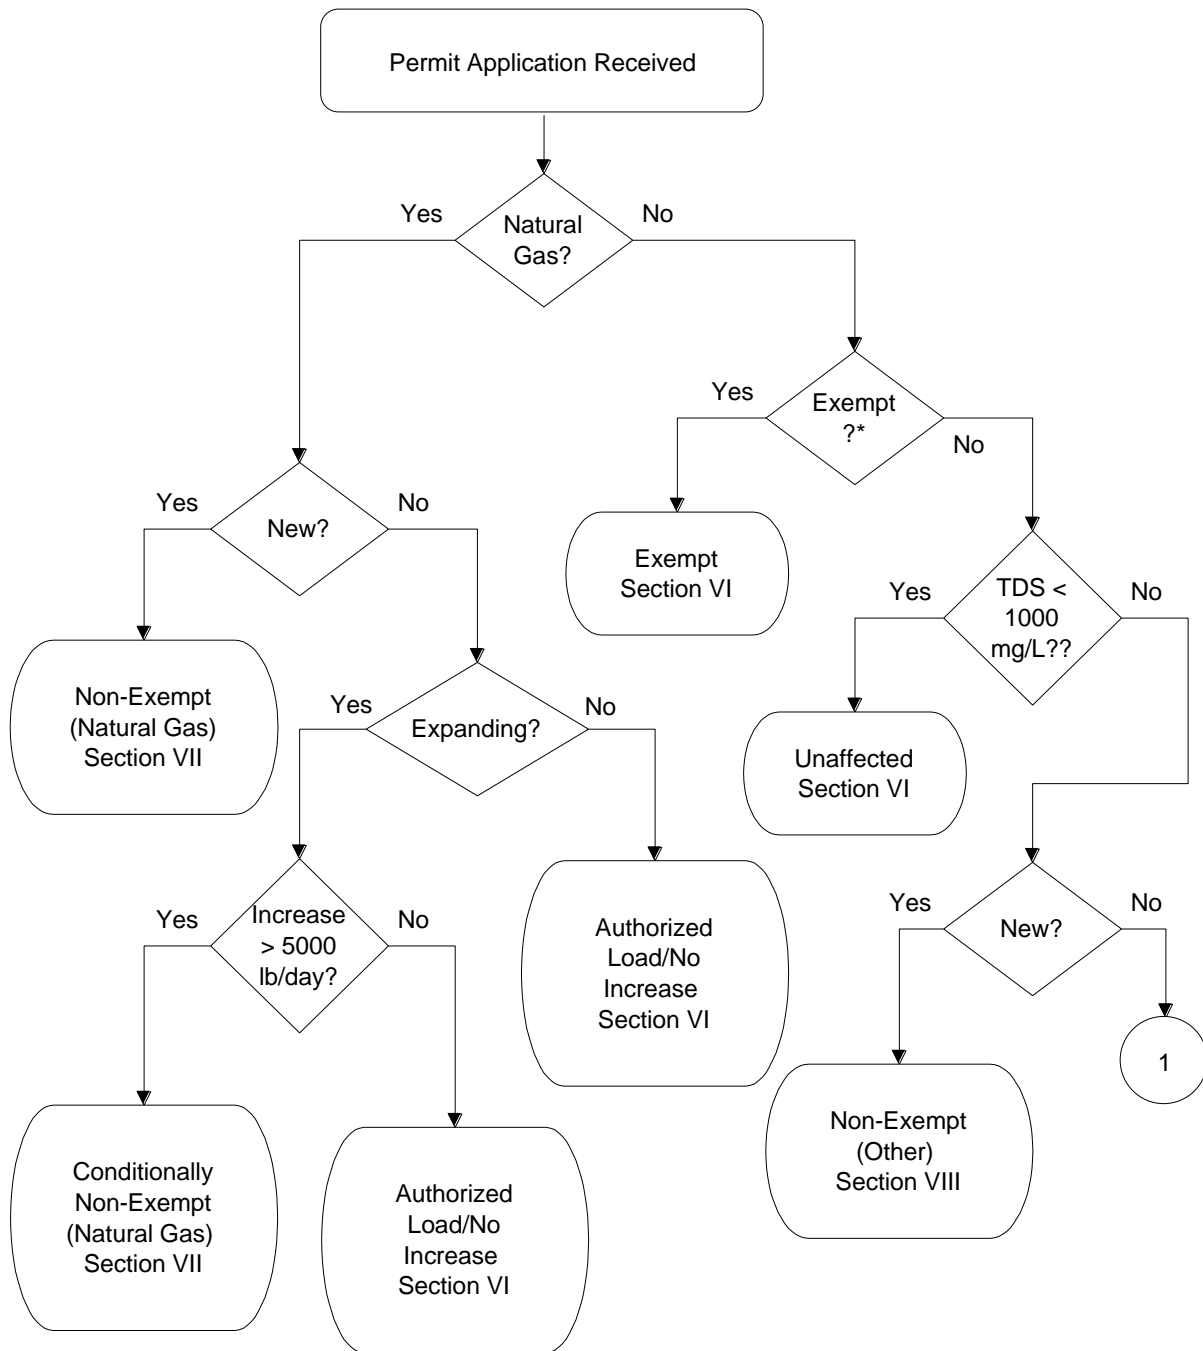 Permit Application Received
Yes
No
Natural
Gas?
Yes
Exempt
?*
No
Yes
No
New?
Exempt
Section VI
Yes
TDS <
1000
mg/L??
No
Non-Exempt
(Natural Gas)
Section VII
Yes
Expanding?
No
Unaffected
Section VI
Yes
Increase
> 5000
lb/day?
No
Authorized
Load/No
Increase
Section VI
Yes
New?
No
1
Conditionally
Non-Exempt
(Natural Gas)
Section VII
Authorized
Load/No
Increase
Section VI
Non-Exempt
(Other)
Section VIII